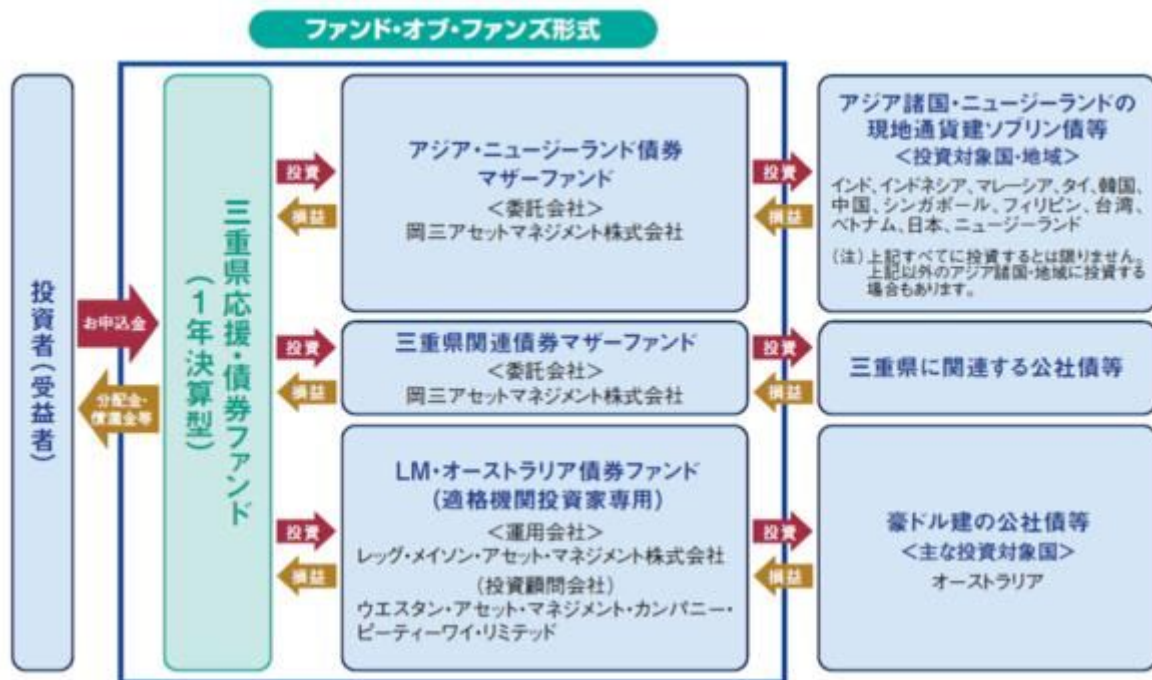 ファンド・オブ・ファンズ形式
投資者(受益者)
お申込金
分配金・
償還金等
三重県応援・債券ファンド
(1年決算型)
投資
損益
アジア・ニュージーランド債券
マザーファンド
<委託会社>
岡三アセットマネジメント株式会社
投資
損益
アジア諸国・ニュージーランドの
現地通貨建ソブリン債等
<投資対象国・地域>
インド、インドネシア、マレーシア、タイ、韓国、
中国、シンガポール、フィリピン、台湾、
ベトナム、日本、ニュージーランド
(注)上記すべてに投資するとは限りません。
上記以外のアジア諸国・地域に投資する
場合もあります。
投資
損益
三重県関連債券マザーファンド
<委託会社>
岡三アセットマネジメント株式会社
投資
損益
三重県に関連する公社債等
投資
損益
LM・オーストラリア債券ファンド
(適格機関投資家専用)
<運用会社>
レッグ・メイソン・アセット・マネジメント株式会社
(投資顧問会社)
ウエスタン・アセット・マネジメント・カンパニー・
ピーティーワイ・リミテッド
投資
損益
豪ドル建の公社債等
<主な投資対象国>
オーストラリア